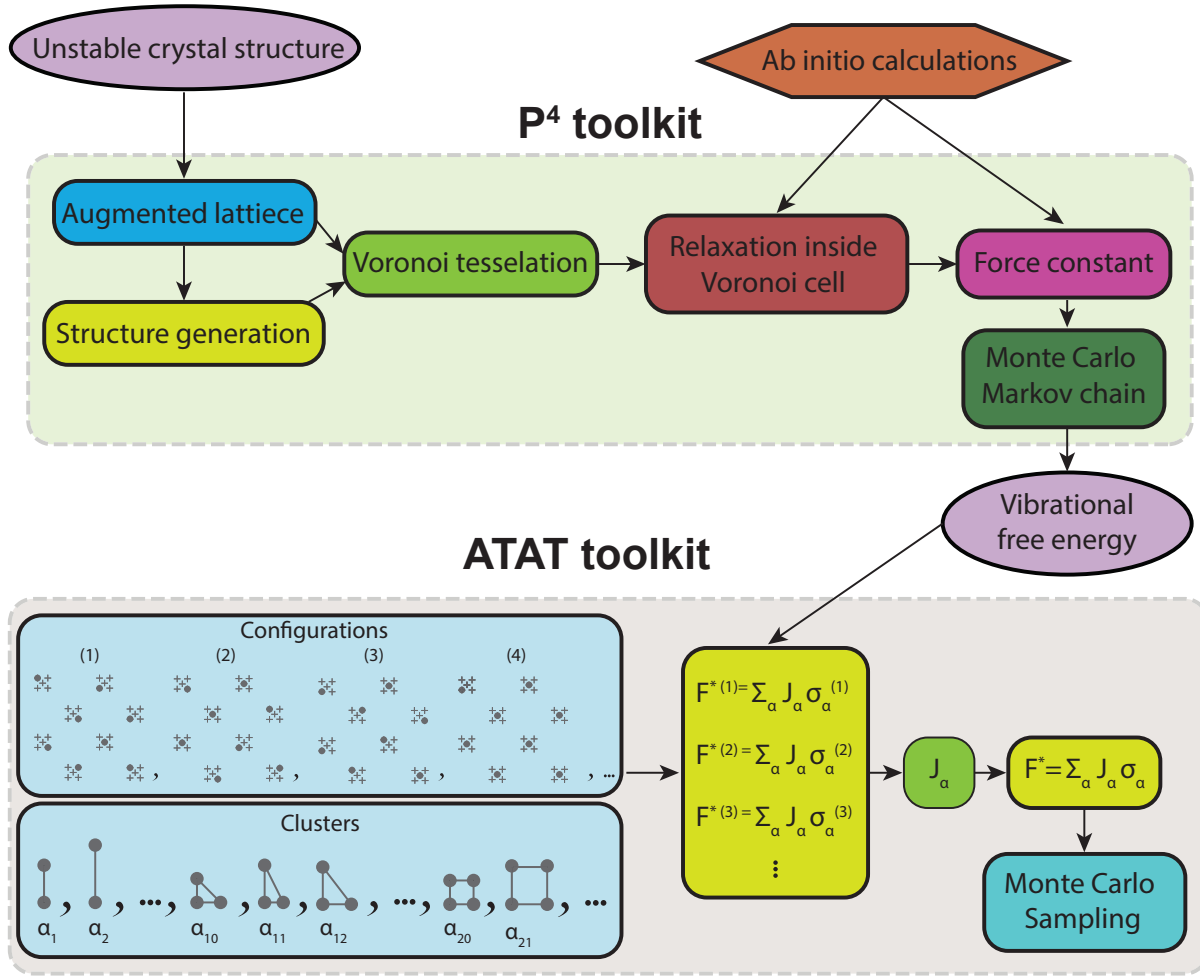 Unstable crystal structure
Ab initio calculations
P⁴ toolkit
Augmented lattiece
Structure generation
Voronoi tesselation
Relaxation inside
Voronoi cell
Force constant
Monte Carlo
Markov chain
Vibrational
free energy
ATAT toolkit
Configurations
(1) (2) (3) (4)
, , , , ...
Clusters
, , ..., , , , ..., , , ...
α₁ α₂ α₁₀ α₁₁ α₁₂ α₂₀ α₂₁
F* ⁽¹⁾= Σα Jα σα⁽¹⁾
F*⁽²⁾= Σα Jα σα⁽²⁾
F*⁽³⁾= Σα Jα σα⁽³⁾
⋮
Jα
F*= Σα Jα σα
Monte Carlo
Sampling